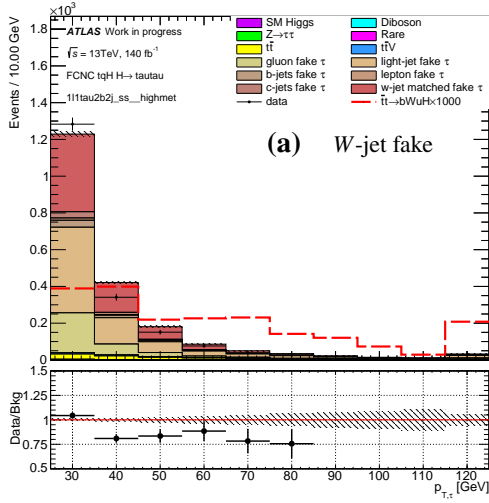 ×10³
ATLAS Work in progress
√s = 13TeV, 140 fb⁻¹
FCNC tqH H→ tautau
1l1tau2b2j_ss__highmet
SM Higgs
Diboson
Z→ττ
Rare
tt̄
tt̄V
gluon fake τ
light-jet fake τ
b-jets fake τ
lepton fake τ
c-jets fake τ
w-jet matched fake τ
data
t̄t→bWuH×1000
(a) W-jet fake
Events / 10.00 GeV
1.8
1.6
1.4
1.2
1
0.8
0.6
0.4
0.2
0
Data/Bkg
1.5
1.25
1
0.75
0.5
30 40 50 60 70 80 90 100 110 120
p_T,τ [GeV]